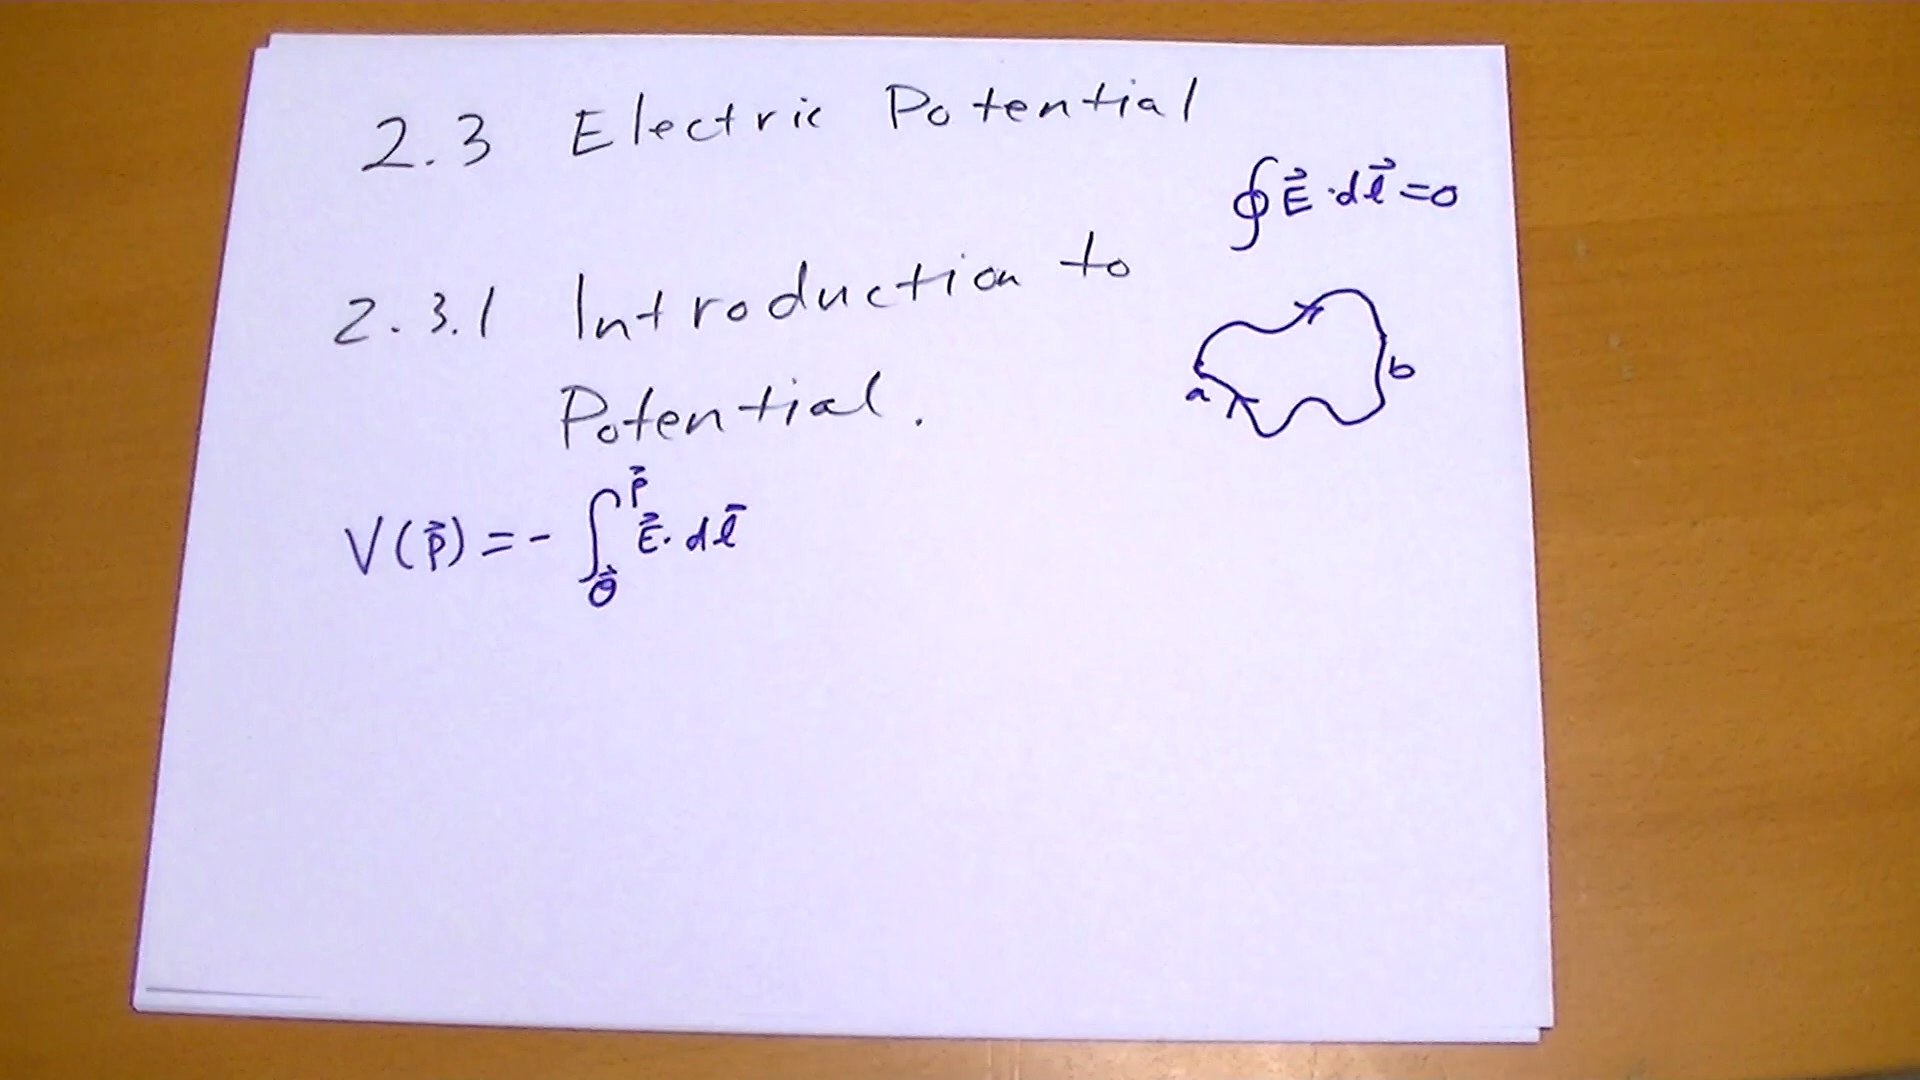 2.3 Electric Potential
∮E⃗·dl⃗=0
2.3.1 Introduction to
Potential.
a
b
V(p⃗)=-∫_O⃗^p⃗ E⃗·dl⃗